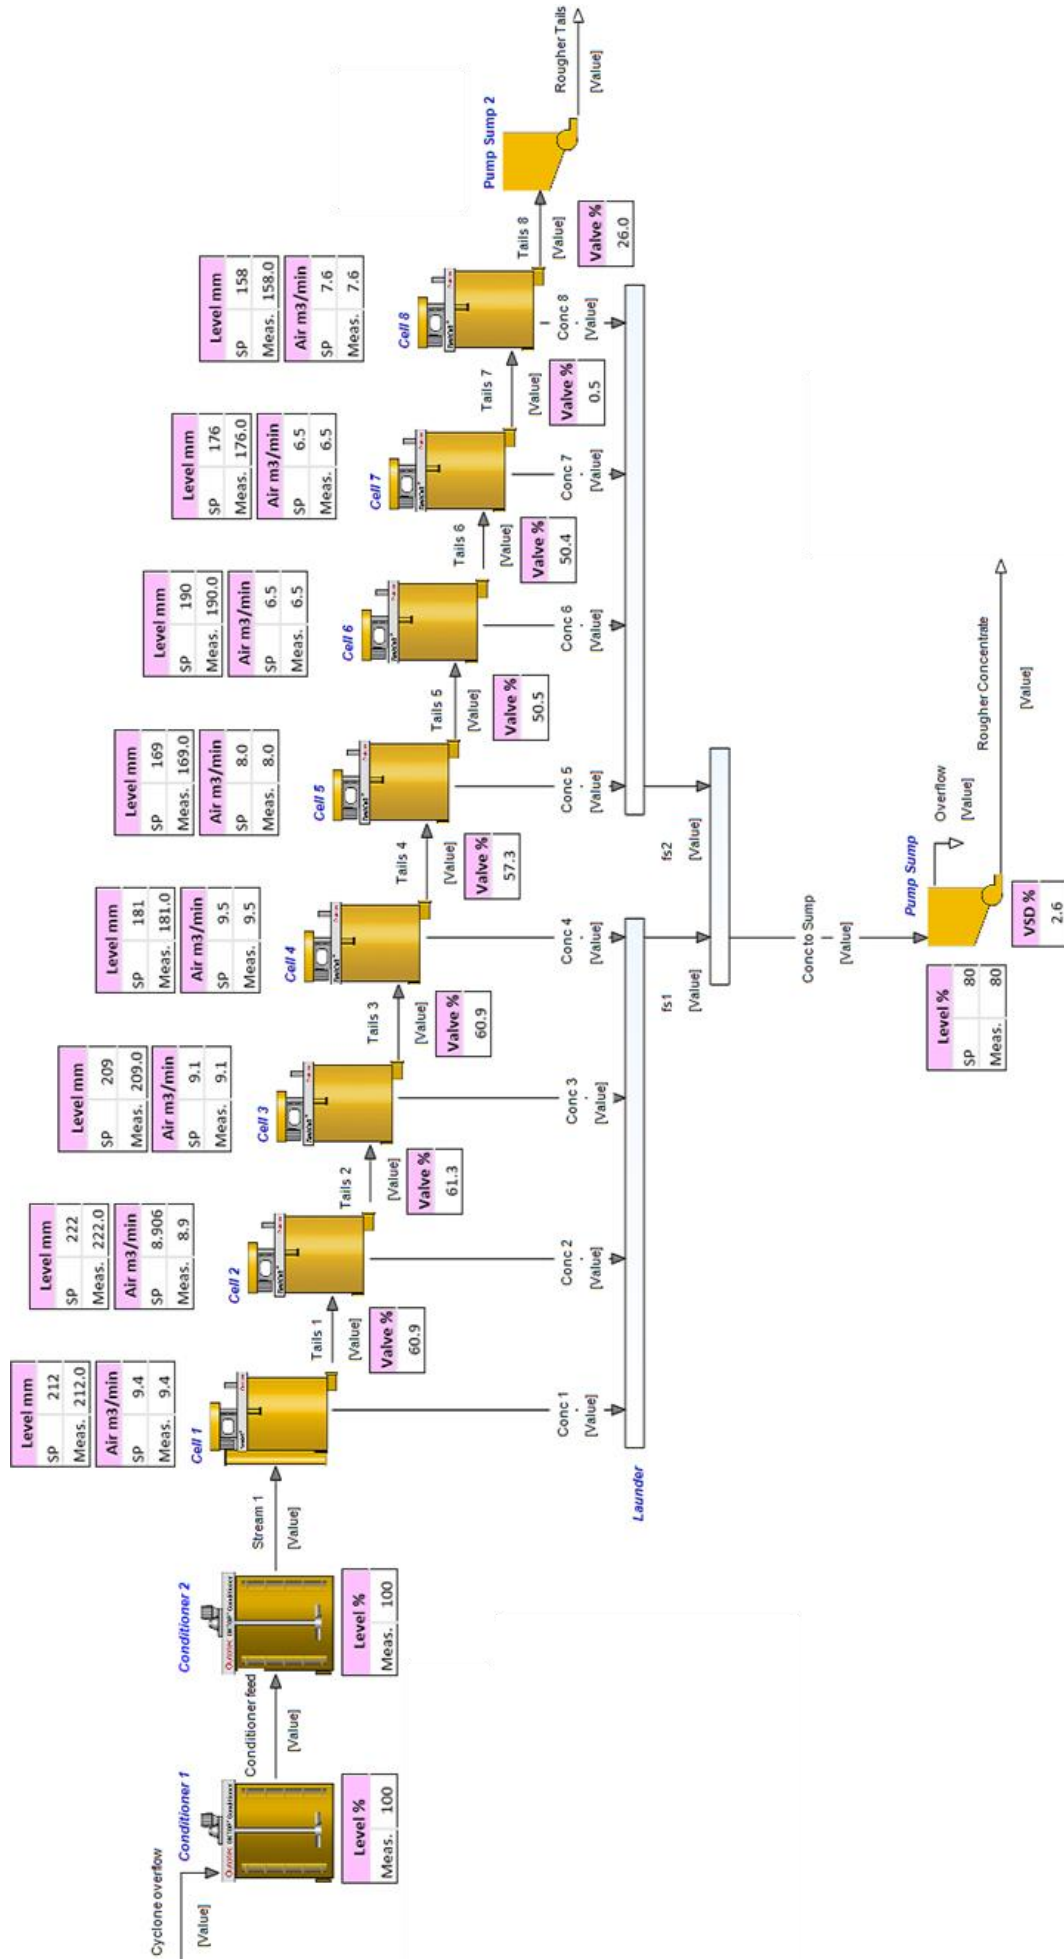 Cyclone overflow
[Value]
Conditioner 1
Level %
Meas. 100
Conditioner feed
[Value]
Conditioner 2
Level %
Meas. 100
Stream 1
[Value]
Level mm
SP 212
Meas. 212.0
Air m3/min
SP 9.4
Meas. 9.4
Cell 1
Tails 1
[Value]
Valve %
60.9
Conc 1
[Value]
Level mm
SP 222
Meas. 222.0
Air m3/min
SP 8.906
Meas. 8.9
Cell 2
Tails 2
[Value]
Valve %
61.3
Conc 2
[Value]
Level mm
SP 209
Meas. 209.0
Air m3/min
SP 9.1
Meas. 9.1
Cell 3
Tails 3
[Value]
Valve %
60.9
Conc 3
[Value]
Level mm
SP 181
Meas. 181.0
Air m3/min
SP 9.5
Meas. 9.5
Cell 4
Tails 4
[Value]
Valve %
57.3
Conc 4
[Value]
Level mm
SP 169
Meas. 169.0
Air m3/min
SP 8.0
Meas. 8.0
Cell 5
Tails 5
[Value]
Valve %
50.5
Conc 5
[Value]
Level mm
SP 190
Meas. 190.0
Air m3/min
SP 6.5
Meas. 6.5
Cell 6
Tails 6
[Value]
Valve %
50.4
Conc 6
[Value]
Level mm
SP 176
Meas. 176.0
Air m3/min
SP 6.5
Meas. 6.5
Cell 7
Tails 7
[Value]
Valve %
0.5
Conc 7
[Value]
Level mm
SP 158
Meas. 158.0
Air m3/min
SP 7.6
Meas. 7.6
Cell 8
Tails 8
[Value]
Valve %
26.0
Conc 8
[Value]
Pump Sump 2
Rougher Tails
[Value]
Launder
fs1
[Value]
fs2
[Value]
Conc to Sump
[Value]
Level %
SP 80
Meas. 80
Pump Sump
VSD %
2.6
Overflow
[Value]
Rougher Concentrate
[Value]